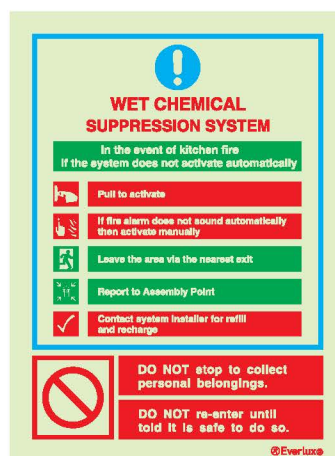 WET CHEMICAL
SUPPRESSION SYSTEM
In the event of kitchen fire
If the system does not activate automatically
Pull to activate
If fire alarm does not sound automatically
then activate manually
Leave the area via the nearest exit
Report to Assembly Point
Contact system installer for refill
and recharge
DO NOT stop to collect
personal belongings.
DO NOT re-enter until
told it is safe to do so.
Everlux®